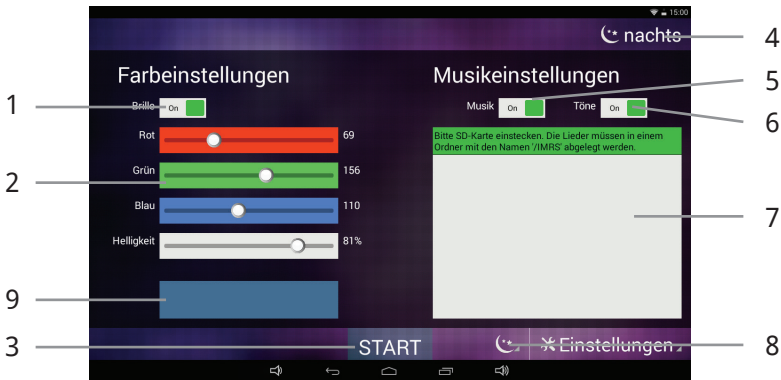 15:00
nachts
4
Farbeinstellungen
Musikeinstellungen
5
1
Brille On
Musik On
Töne On
6
Rot 69
Bitte SD-Karte einstecken. Die Lieder müssen in einem
Ordner mit den Namen '/IMRS' abgelegt werden.
2
Grün 156
Blau 110
7
Helligkeit 81%
9
3
START
Einstellungen
8